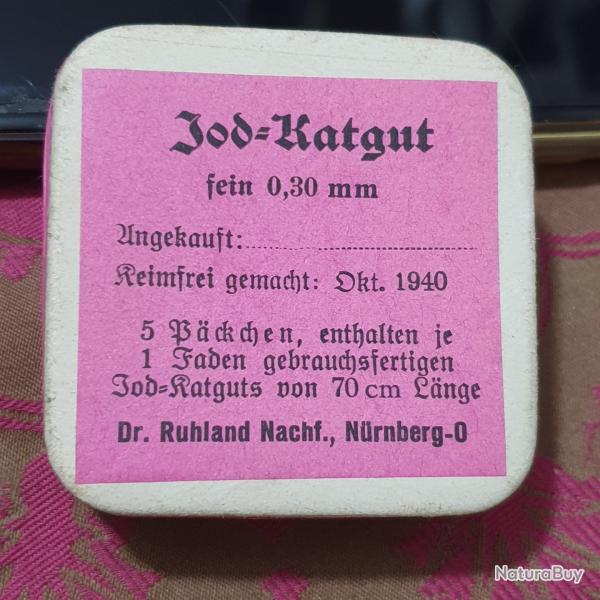 Jod=Katgut
fein 0,30 mm
Angekauft:
Keimfrei gemacht: Okt. 1940
5 Päckchen, enthalten je
1 Faden gebrauchsfertigen
Jod=Katguts von 70 cm Länge
Dr. Ruhland Nachf., Nürnberg-O
NaturaBuy